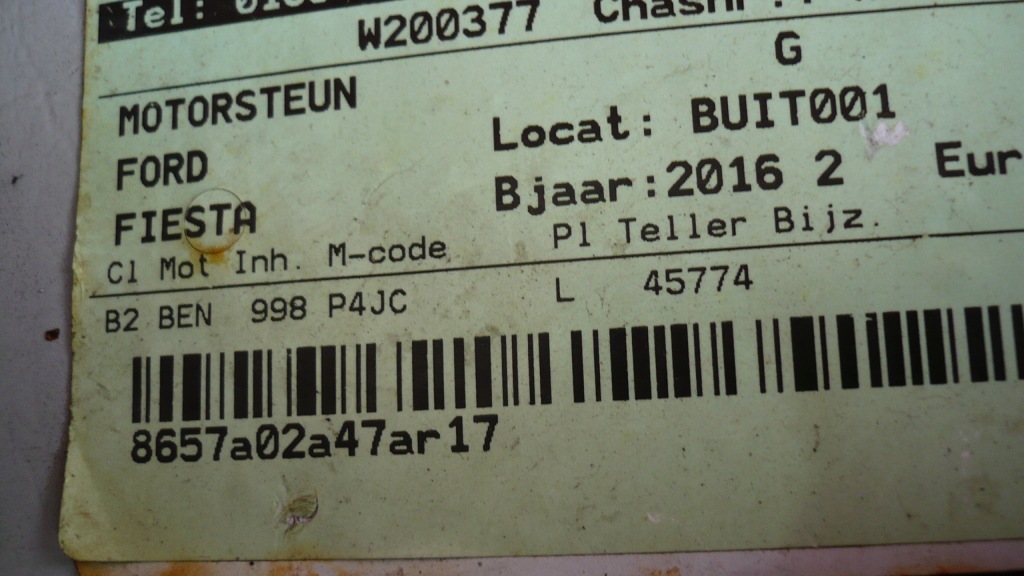 Tel:
W200377
G
MOTORSTEUN
Locat: BUIT001
FORD
Bjaar:2016 2 Eur
FIESTA
Cl Mot Inh. M-code Pl Teller Bijz.
B2 BEN 998 P4JC L 45774
8657a02a47ar17